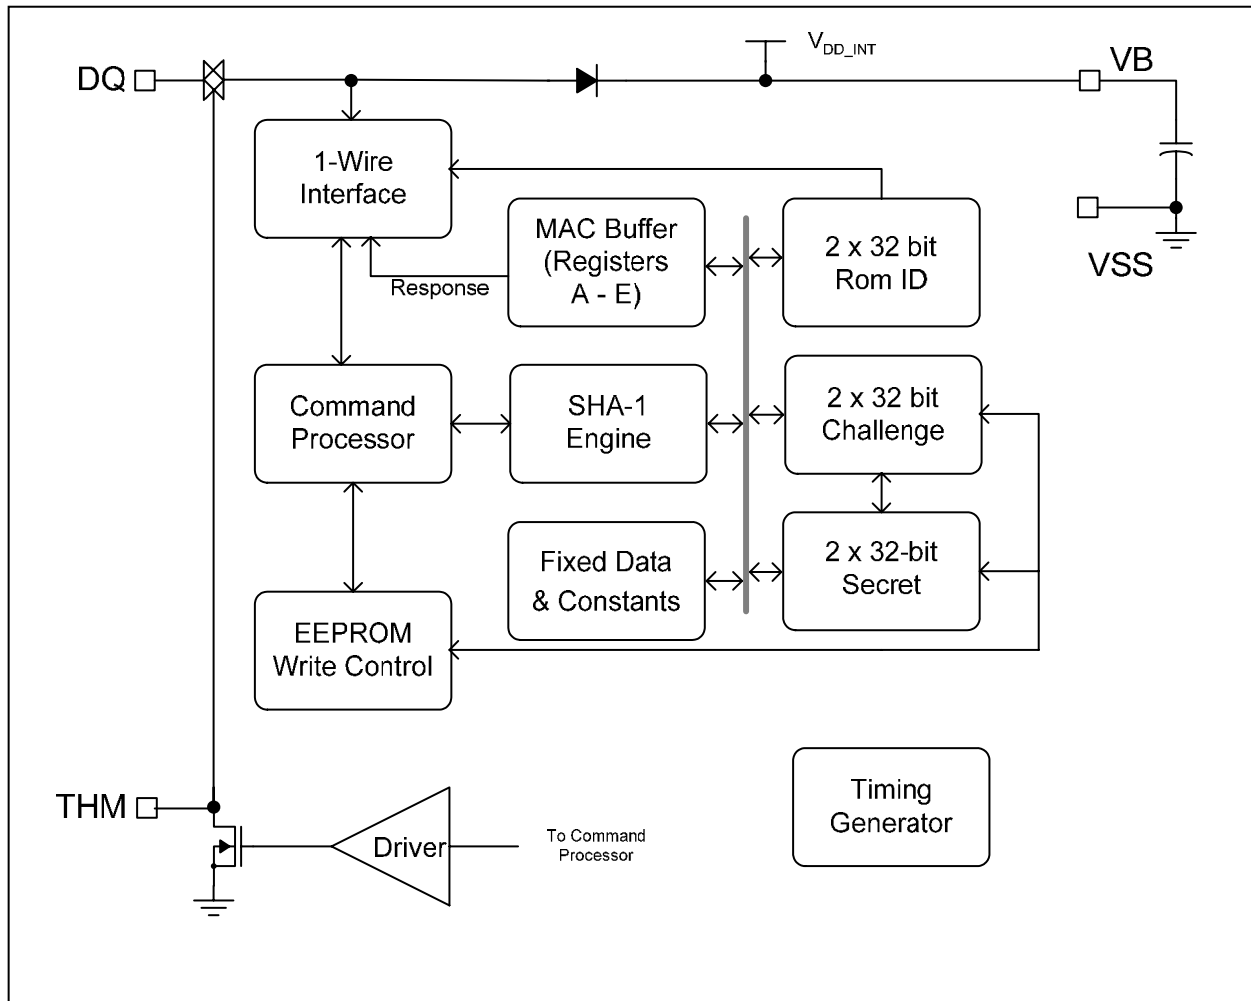 V_DD_INT
DQ
VB
1-Wire
Interface
MAC Buffer
(Registers
A - E)
2 x 32 bit
Rom ID
VSS
Response
Command
Processor
SHA-1
Engine
2 x 32 bit
Challenge
Fixed Data
& Constants
2 x 32-bit
Secret
EEPROM
Write Control
THM
Driver
To Command
Processor
Timing
Generator